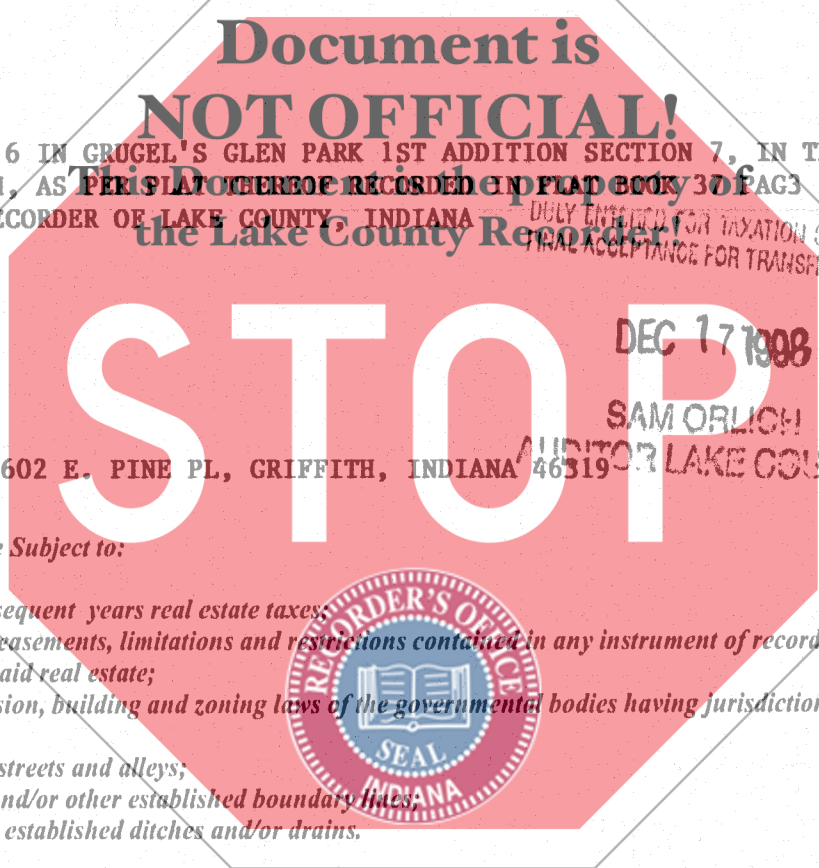 Document is
NOT OFFICIAL!
6 IN GRUGEL'S GLEN PARK 1ST ADDITION SECTION 7, IN T
This Document is the property of
, AS PER PLAT THEREOF RECORDED IN PLAT BOOK 37 PAG3
the Lake County Recorder!
ECORDER OF LAKE COUNTY, INDIANA
DULY ENTERED FOR TAXATION S
FINAL ACCEPTANCE FOR TRANSF
STOP
DEC 17 1998
SAM ORLICH
AUDITOR LAKE COU
602 E. PINE PL, GRIFFITH, INDIANA 46319
Subject to:
sequent years real estate taxes;
easements, limitations and restrictions contained in any instrument of record
aid real estate;
sion, building and zoning laws of the governmental bodies having jurisdiction
streets and alleys;
nd/or other established boundary lines;
established ditches and/or drains.
RECORDER'S OFFICE
SEAL
INDIANA